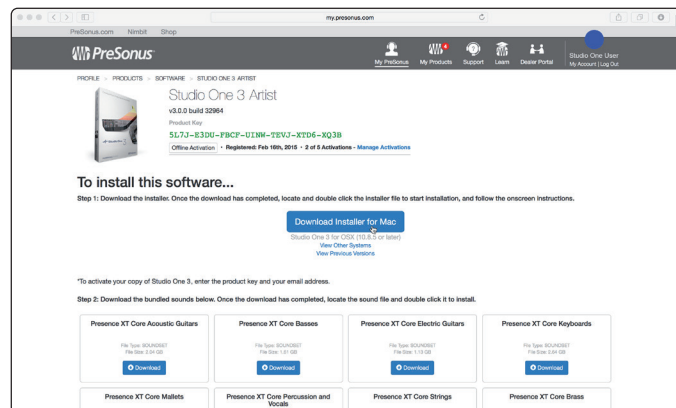 my.presonus.com
PreSonus.com Nimbit Shop
PreSonus
My PreSonus My Products Support Learn Dealer Portal
Studio One User
My Account | Log Out
PROFILE > PRODUCTS > SOFTWARE > STUDIO ONE 3 ARTIST
Studio One 3 Artist
v3.0.0 build 32964
Product Key
5L7J-E3DU-FBCF-UINW-TEVJ-XTD6-XQ3B
Offline Activation • Registered: Feb 16th, 2015 • 2 of 5 Activations - Manage Activations
To install this software...
Step 1: Download the installer. Once the download has completed, locate and double click the installer file to start installation, and follow the onscreen instructions.
Download Installer for Mac
Studio One 3 for OSX (10.8.5 or later)
View Other Systems
View Previous Versions
*To activate your copy of Studio One 3, enter the product key and your email address.
Step 2: Download the bundled sounds below. Once the download has completed, locate the sound file and double click it to install.
Presence XT Core Acoustic Guitars Presence XT Core Basses Presence XT Core Electric Guitars Presence XT Core Keyboards
File Type: SOUNDSET File Type: SOUNDSET File Type: SOUNDSET File Type: SOUNDSET
File Size: 2.04 GB File Size: 1.91 GB File Size: 1.13 GB File Size: 2.84 GB
Download Download Download Download
Presence XT Core Mallets Presence XT Core Percussion and Presence XT Core Strings Presence XT Core Brass
Vocals